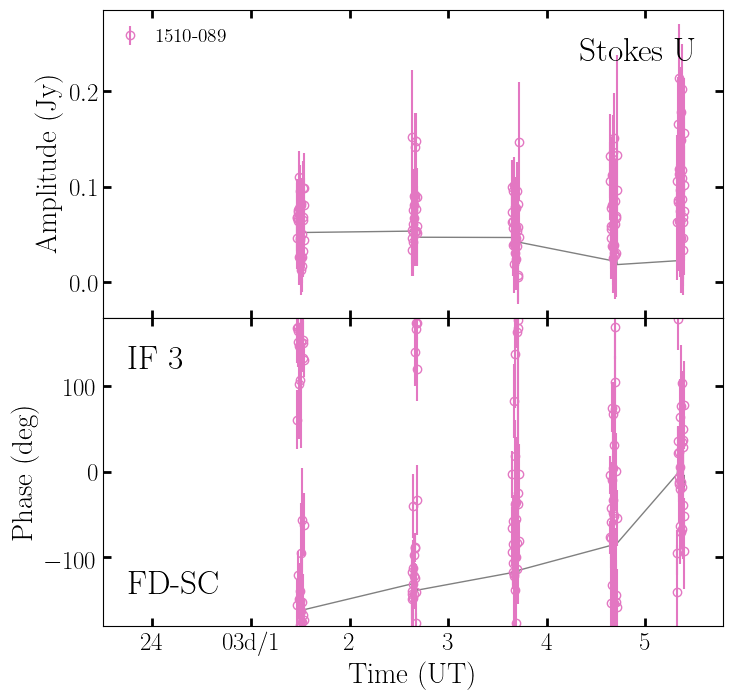 1510-089
Stokes U
Amplitude (Jy)
0.2
0.1
0.0
IF 3
FD-SC
Phase (deg)
100
0
−100
24 03d/1 2 3 4 5
Time (UT)